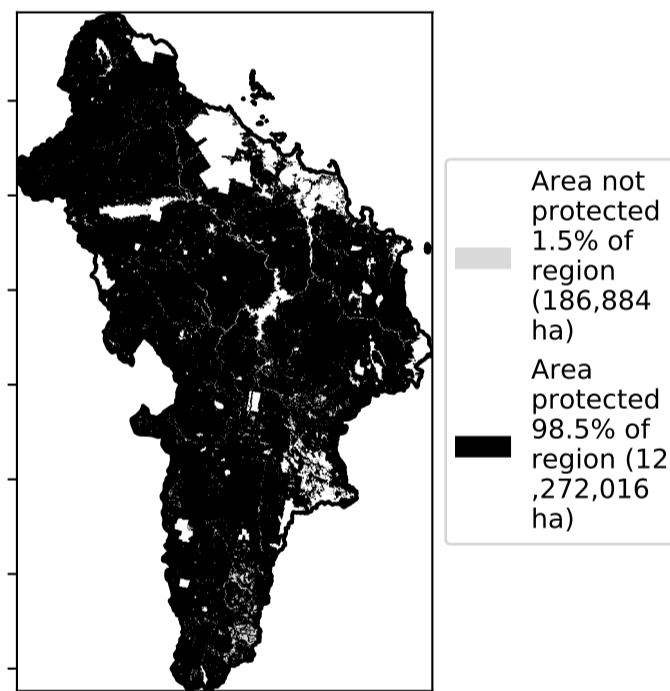 Area not
protected
1.5% of
region
(186,884
ha)
Area
protected
98.5% of
region (12
,272,016
ha)